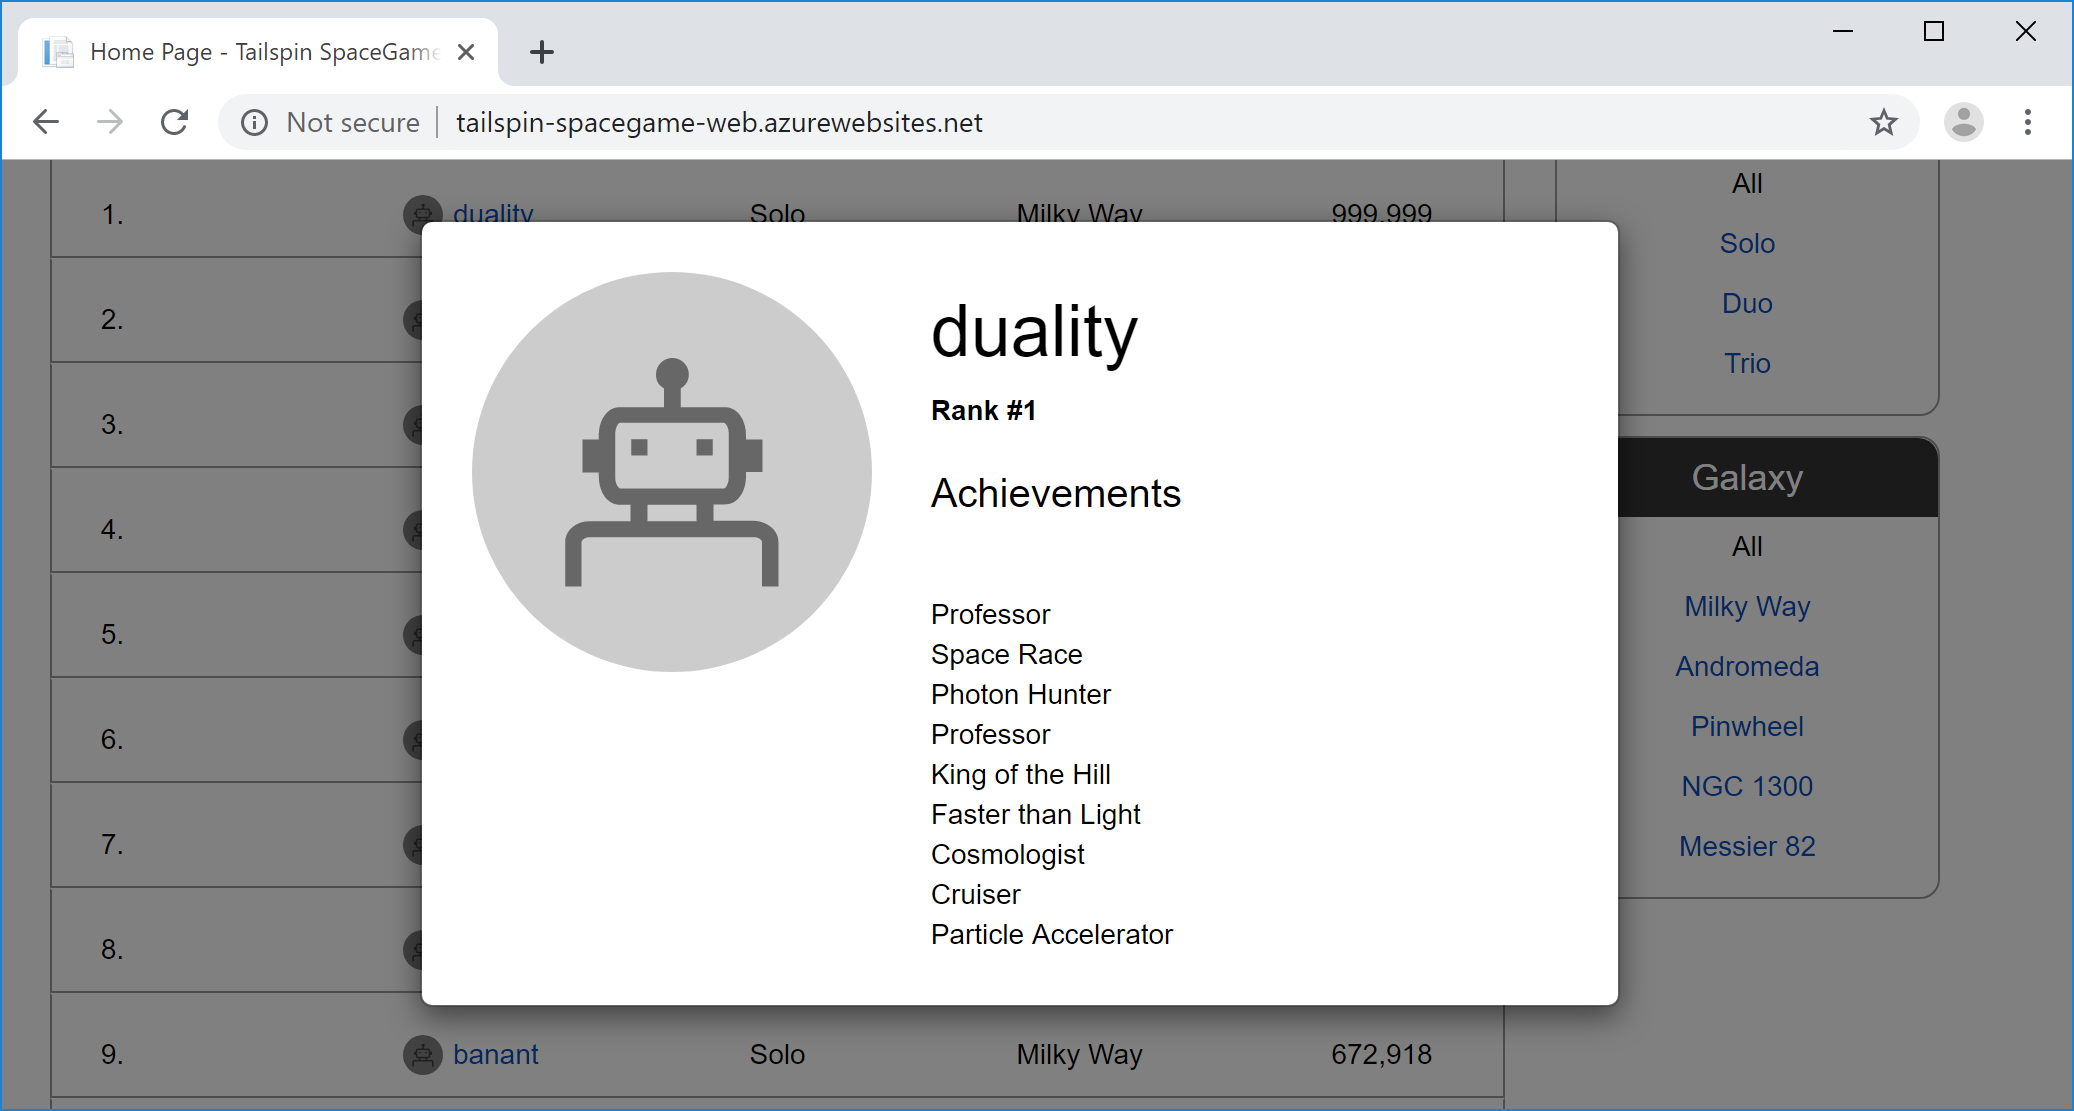 Home Page - Tailspin SpaceGame
Not secure
tailspin-spacegame-web.azurewebsites.net
1. duality Solo Milky Way 999,999
2.
3.
4.
5.
6.
7.
8.
9. banant Solo Milky Way 672,918
duality
Rank #1
Achievements
Professor
Space Race
Photon Hunter
Professor
King of the Hill
Faster than Light
Cosmologist
Cruiser
Particle Accelerator
All
Solo
Duo
Trio
Galaxy
All
Milky Way
Andromeda
Pinwheel
NGC 1300
Messier 82